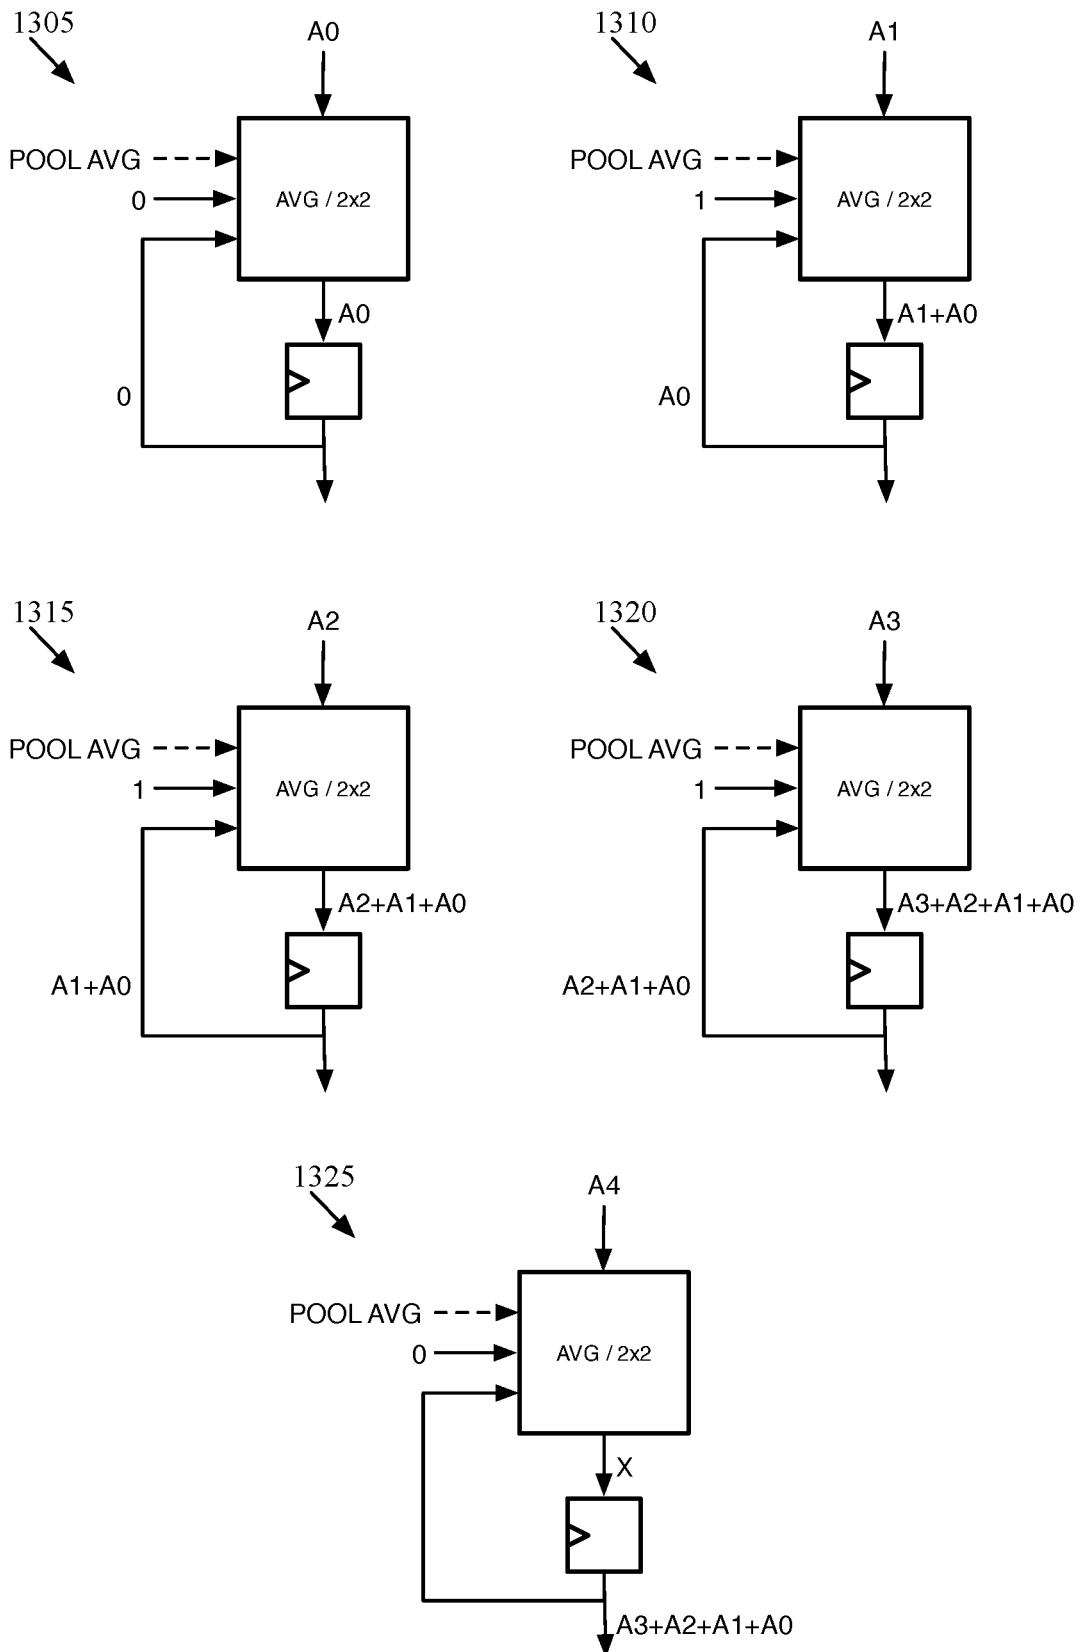 1305
A0
POOL AVG
0
AVG / 2x2
A0
0
1310
A1
POOL AVG
1
AVG / 2x2
A1+A0
A0
1315
A2
POOL AVG
1
AVG / 2x2
A2+A1+A0
A1+A0
1320
A3
POOL AVG
1
AVG / 2x2
A3+A2+A1+A0
A2+A1+A0
1325
A4
POOL AVG
0
AVG / 2x2
X
A3+A2+A1+A0